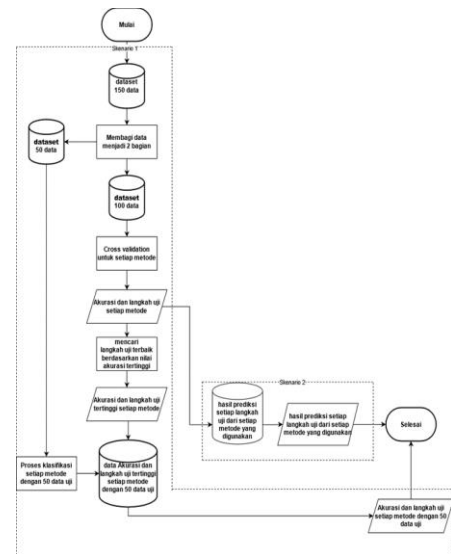 Mulai
Skenario 1
dataset
150 data
Membagi data
menjadi 2 bagian
dataset
50 data
dataset
100 data
Cross validation
untuk setiap metode
Akurasi dan langkah uji
setiap metode
mencari
langkah uji terbaik
berdasarkan nilai
akurasi tertinggi
Akurasi dan langkah uji
tertinggi setiap metode
Skenario 2
hasil prediksi
setiap langkah
uji dari setiap
metode yang
digunakan
hasil prediksi setiap
langkah uji dari setiap
metode yang digunakan
Selesai
Proses klasifikasi
setiap metode
dengan 50 data uji
data Akurasi dan
langkah uji tertinggi
setiap metode
dengan 50 data uji
Akurasi dan langkah uji
setiap metode dengan 50
data uji